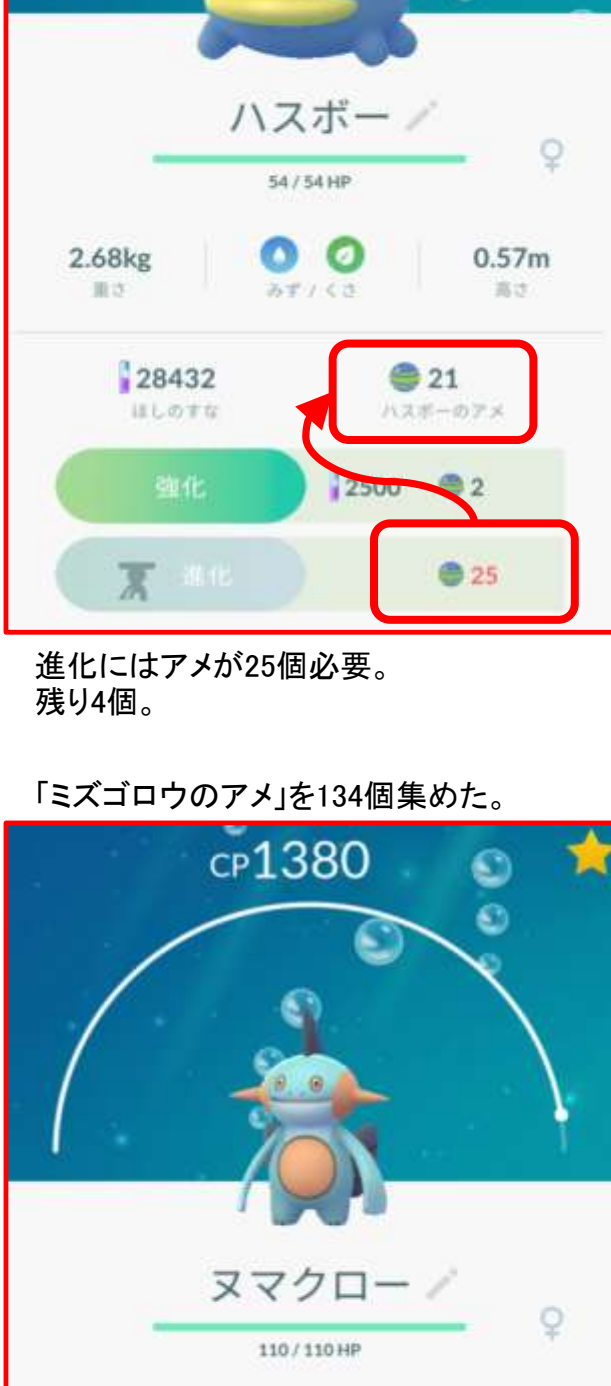 ハスボー
♀
54 / 54 HP
2.68kg
重さ
みず / くさ
0.57m
高さ
28432
ほしのすな
21
ハスボーのアメ
強化
2500
2
進化
25
進化にはアメが25個必要。
残り4個。
「ミズゴロウのアメ」を134個集めた。
CP1380
ヌマクロー
♀
110 / 110 HP